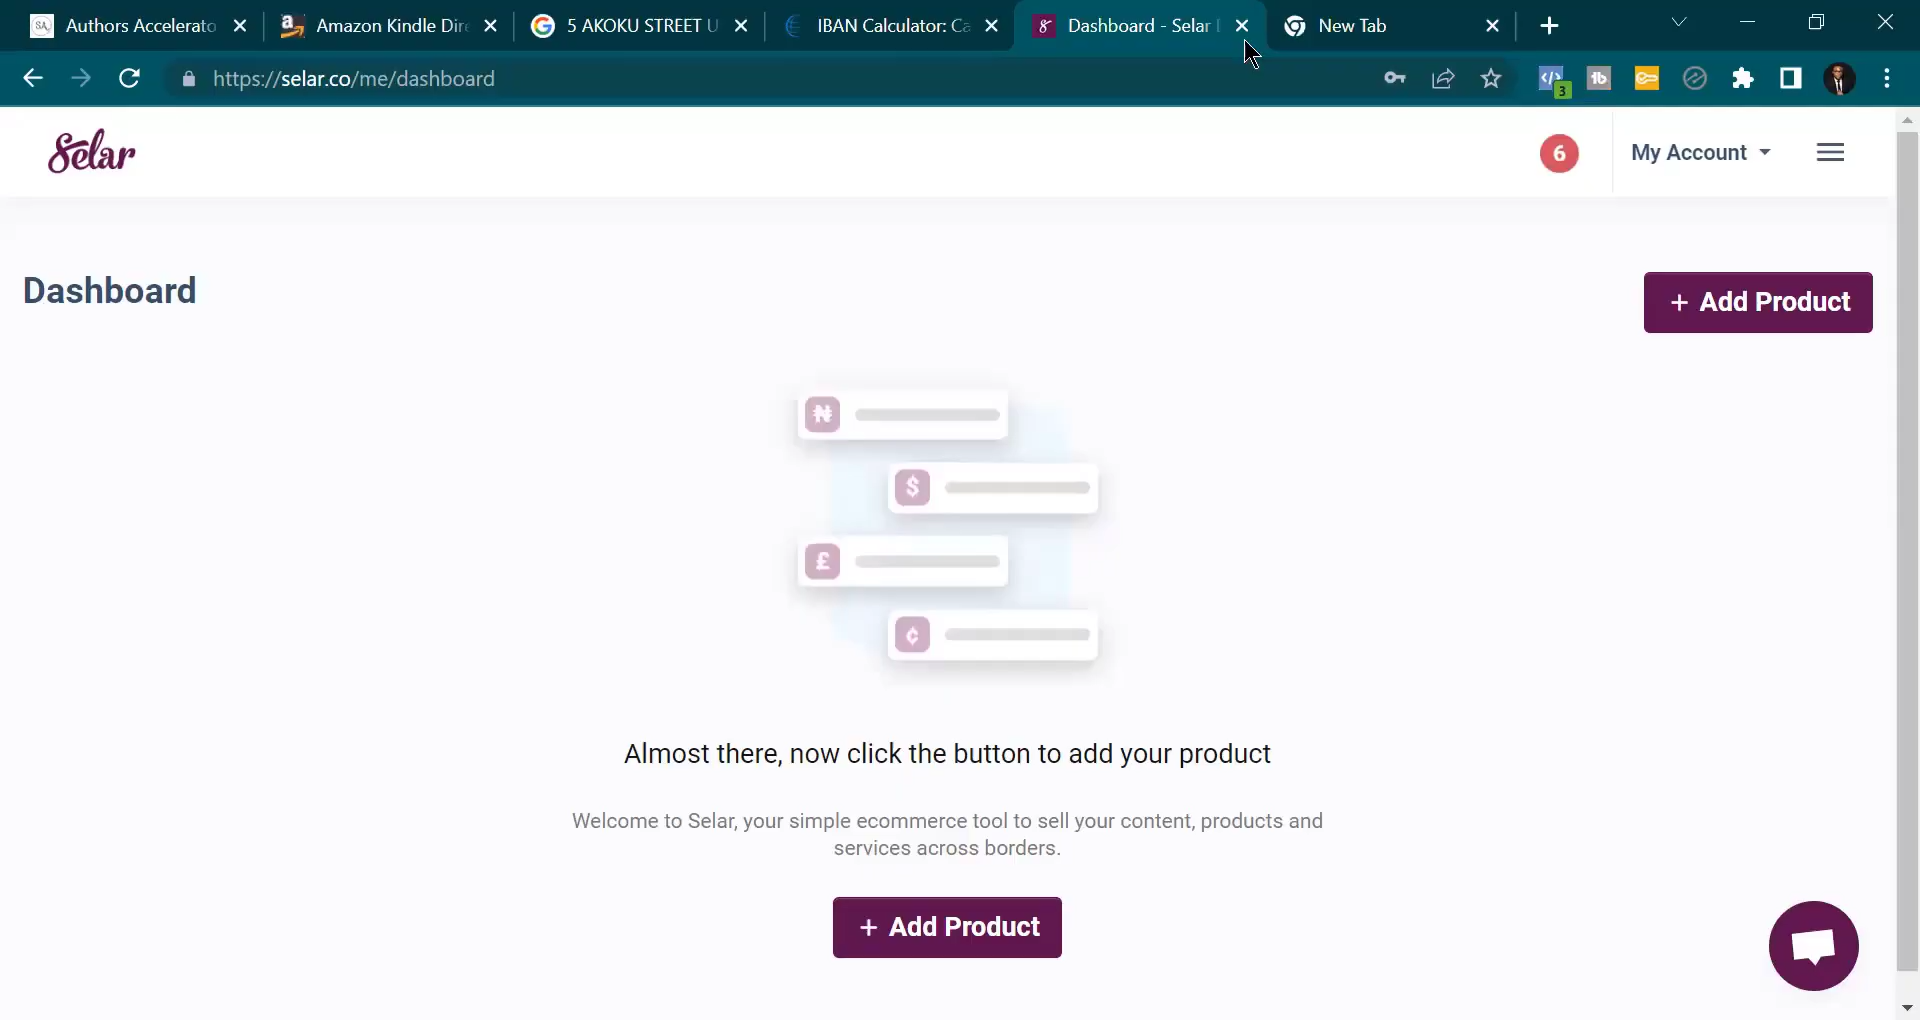 Authors Accelerato
Amazon Kindle Dire
5 AKOKU STREET U
IBAN Calculator: Ca
Dashboard - Selar
New Tab
https://selar.co/me/dashboard
3
Selar
6
My Account
Dashboard
+ Add Product
₦
$
£
¢
Almost there, now click the button to add your product
Welcome to Selar, your simple ecommerce tool to sell your content, products and
services across borders.
+ Add Product